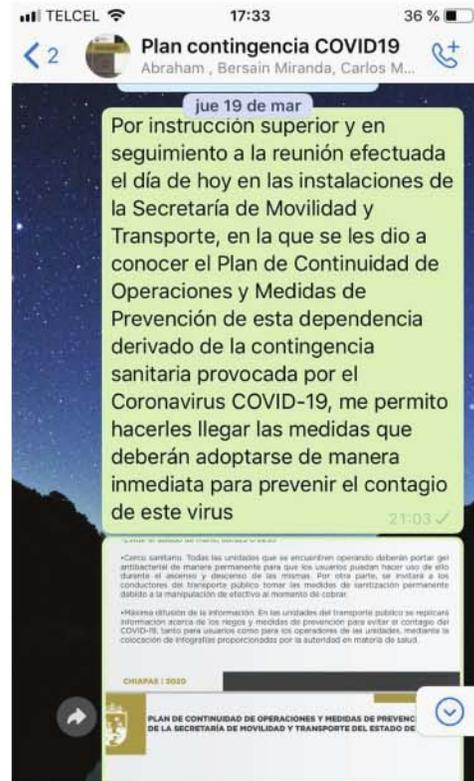 TELCEL 17:33 36 %
2 Plan contingencia COVID19
Abraham , Bersain Miranda, Carlos M...
jue 19 de mar
Por instrucción superior y en
seguimiento a la reunión efectuada
el día de hoy en las instalaciones de
la Secretaría de Movilidad y
Transporte, en la que se les dio a
conocer el Plan de Continuidad de
Operaciones y Medidas de
Prevención de esta dependencia
derivado de la contingencia
sanitaria provocada por el
Coronavirus COVID-19, me permito
hacerles llegar las medidas que
deberán adoptarse de manera
inmediata para prevenir el contagio
de este virus
21:03
•Cerco sanitario. Todas las unidades que se encuentren operando deberán portar gel
antibacterial de manera permanente para que los usuarios puedan hacer uso de ello
durante el ascenso y descenso de las mismas. Por otra parte, se invitará a los
conductores del transporte público tomar las medidas de sanitización permanente
debido a la manipulación de efectivo al momento de cobrar.
•Máxima difusión de la información. En las unidades del transporte público se replicará
información acerca de los riegos y medidas de prevención para evitar el contagio del
COVID-19, tanto para usuarios como para los operadores de las unidades, mediante la
colocación de infografías proporcionadas por la autoridad en materia de salud.
CHIAPAS | 2020
PLAN DE CONTINUIDAD DE OPERACIONES Y MEDIDAS DE PREVENC
DE LA SECRETARÍA DE MOVILIDAD Y TRANSPORTE DEL ESTADO DE